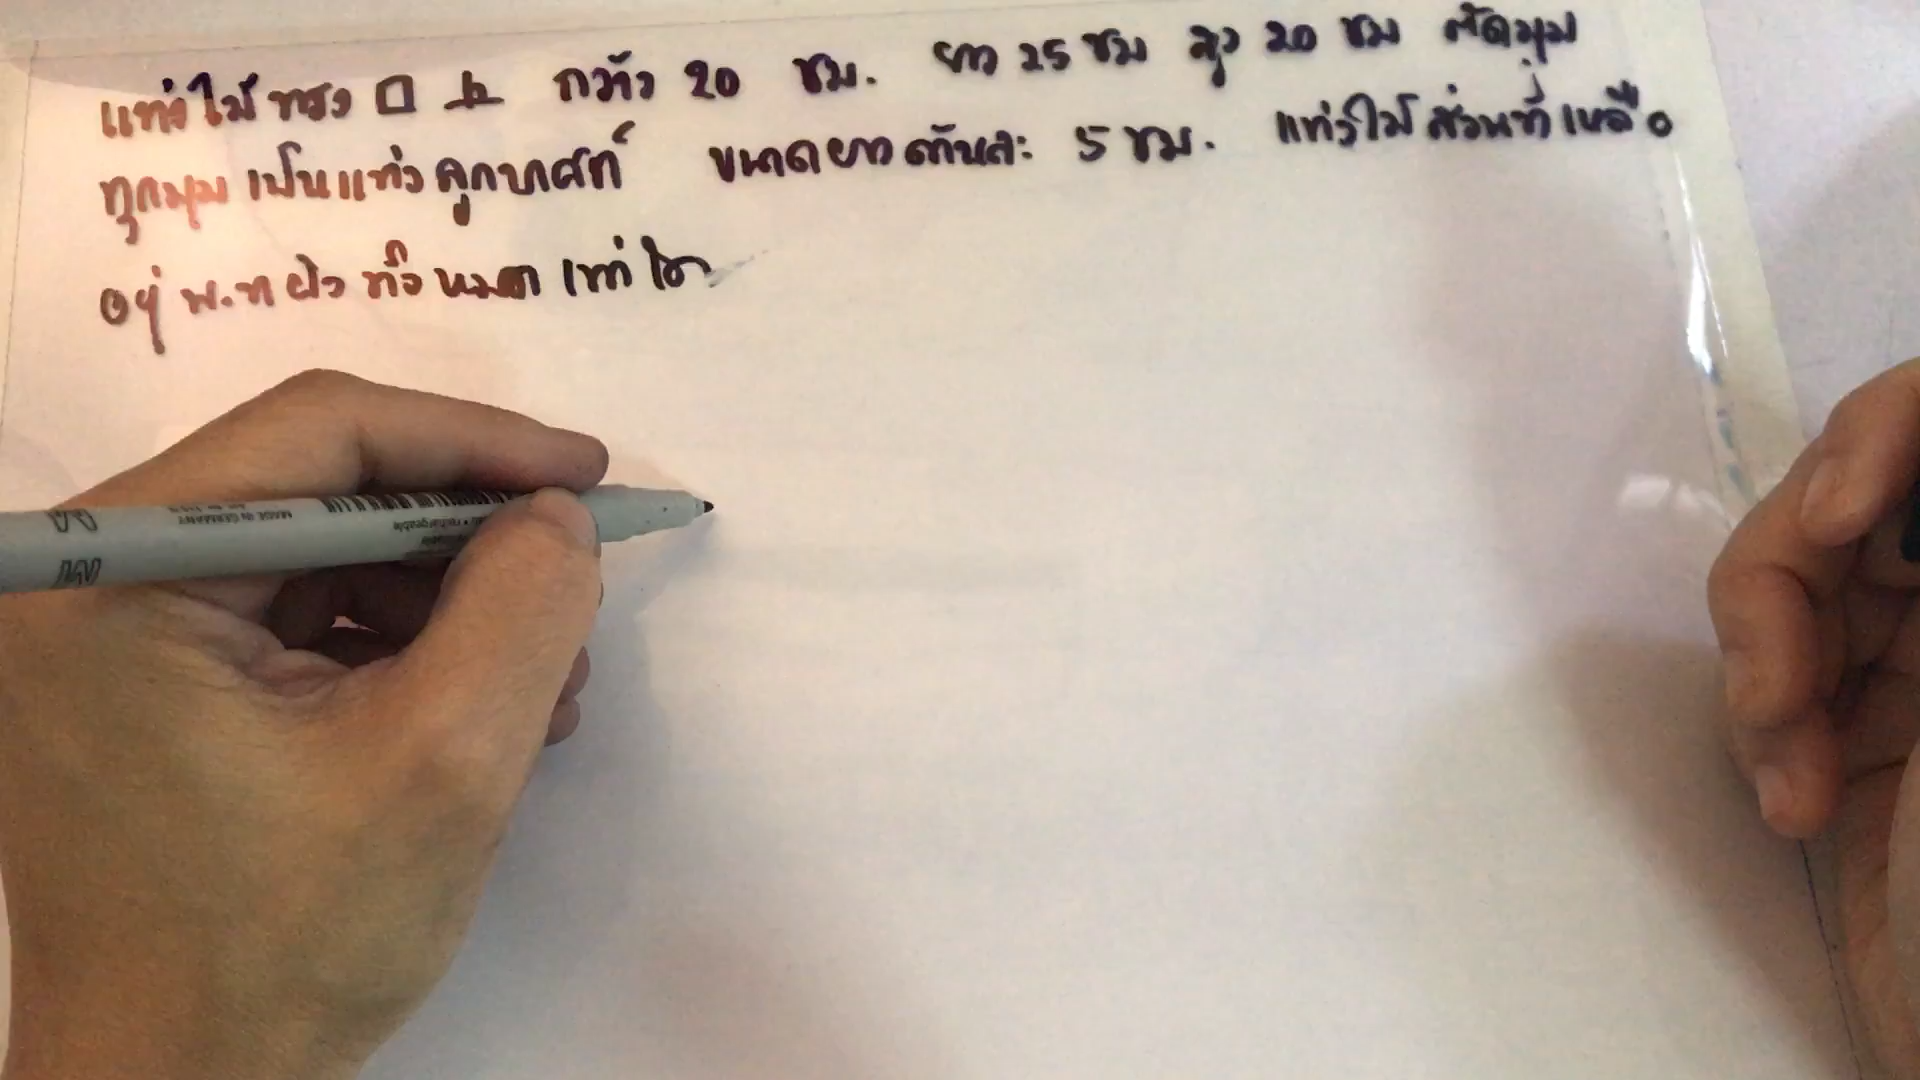 แท่งไม้ทรง □ ⊥ กว้าง 20 ซม. ยาว 25 ซม สูง 20 ซม ตัดมุม
ทุกมุม เป็นแท่งลูกบาศก์ ขนาดยาวด้านละ 5 ซม. แท่งไม้ส่วนที่เหลือ
อยู่ พ.ท ผิว ทั้งหมด เท่าใด
MADE IN GERMANY
rechargeable
M